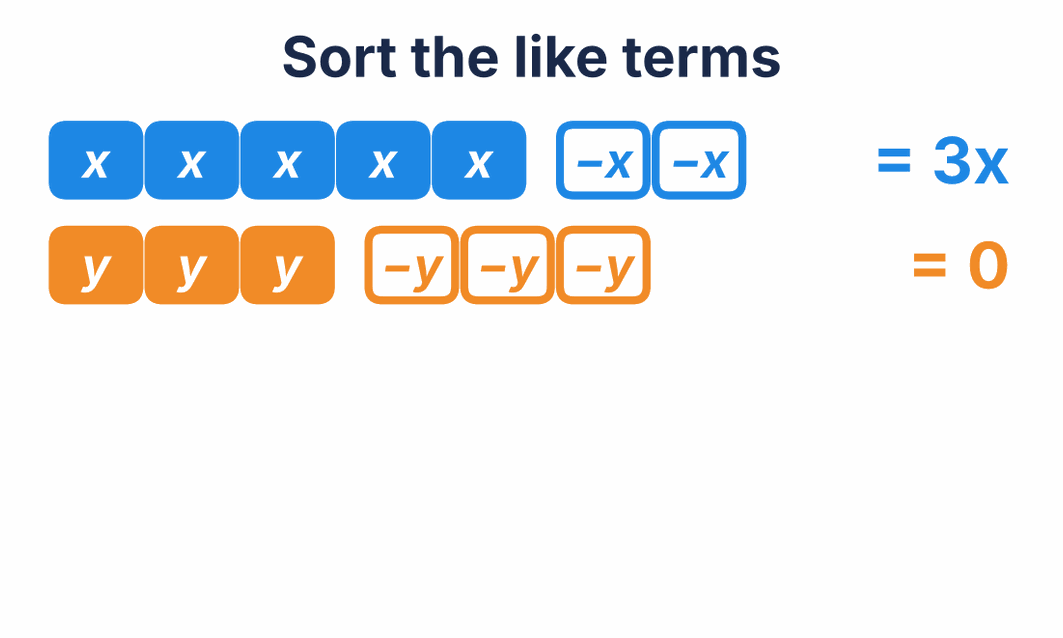 Sort the like terms
x x x x x –x –x = 3x
y y y –y –y –y = 0